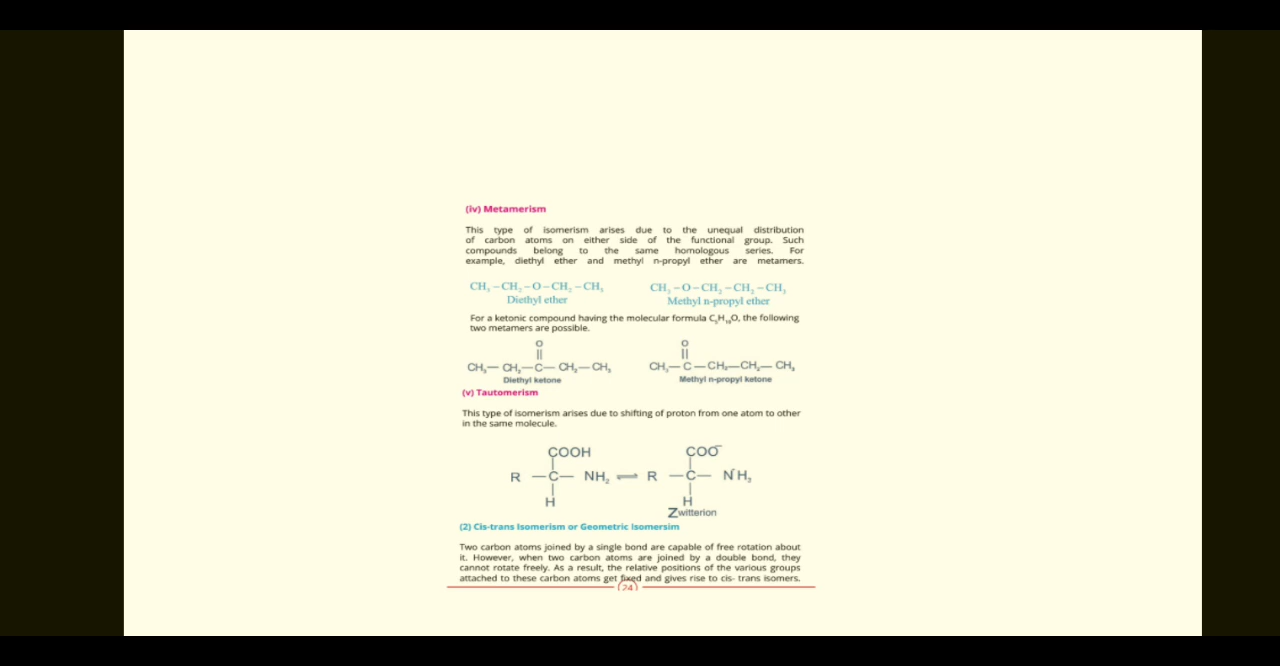 (iv) Metamerism
This type of isomerism arises due to the unequal distribution
of carbon atoms on either side of the functional group. Such
compounds belong to the same homologous series. For
example, diethyl ether and methyl n-propyl ether are metamers.
CH₃ – CH₂ – O – CH₂ – CH₃ CH₃ – O – CH₂ – CH₂ – CH₃
Diethyl ether Methyl n-propyl ether
For a ketonic compound having the molecular formula C₅H₁₀O, the following
two metamers are possible.
O O
|| ||
CH₃— CH₂—C— CH₂— CH₃ CH₃— C — CH₂—CH₂— CH₃
Diethyl ketone Methyl n-propyl ketone
(v) Tautomerism
This type of isomerism arises due to shifting of proton from one atom to other
in the same molecule.
COOH COO⁻
R —C— NH₂ ⇌ R —C— N⁺H₃
H H
Zwitterion
(2) Cis-trans Isomerism or Geometric Isomersim
Two carbon atoms joined by a single bond are capable of free rotation about
it. However, when two carbon atoms are joined by a double bond, they
cannot rotate freely. As a result, the relative positions of the various groups
attached to these carbon atoms get fixed and gives rise to cis- trans isomers.
24